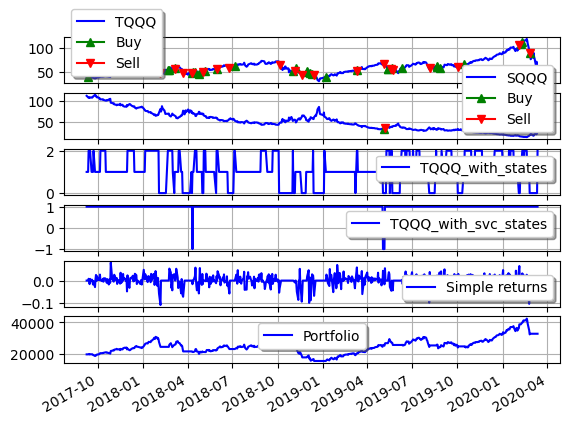 TQQQ
Buy
Sell
100
50
SQQQ
Buy
Sell
100
50
2
0
TQQQ_with_states
1
−1
TQQQ_with_svc_states
0.0
−0.1
Simple returns
40000
20000
Portfolio
2017-10
2018-01
2018-04
2018-07
2018-10
2019-01
2019-04
2019-07
2019-10
2020-01
2020-04